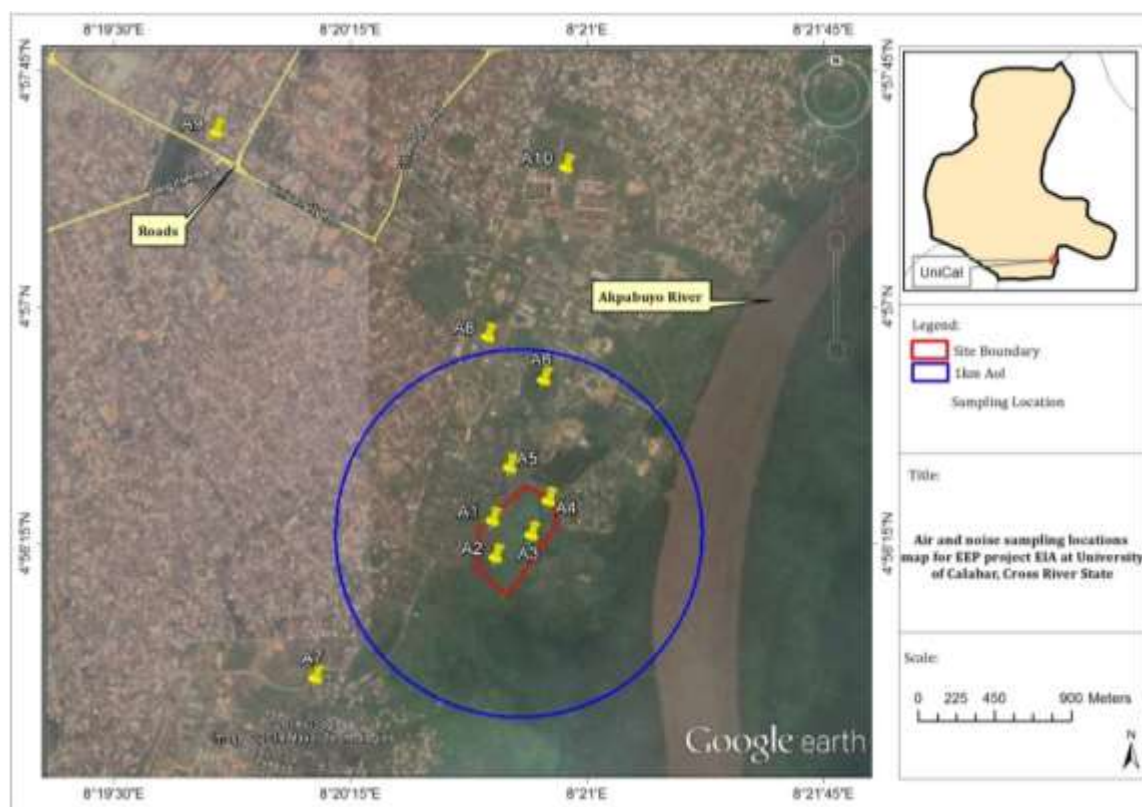 8°19'30"E 8°20'15"E 8°21'E 8°21'45"E
4°57'45"N
4°57'45"N
A9
A10
Roads
UniCal
Akpabuyo River
4°57'N
4°57'N
A8
A6
Legend:
Site Boundary
1km AoI
Sampling Location
A5
A4
A1
A2
A3
4°56'15"N
4°56'15"N
Title:
Air and noise sampling locations
map for EEP project EIA at University
of Calabar, Cross River State
A7
Scale:
0 225 450 900 Meters
N
Google earth
8°19'30"E 8°20'15"E 8°21'E 8°21'45"E